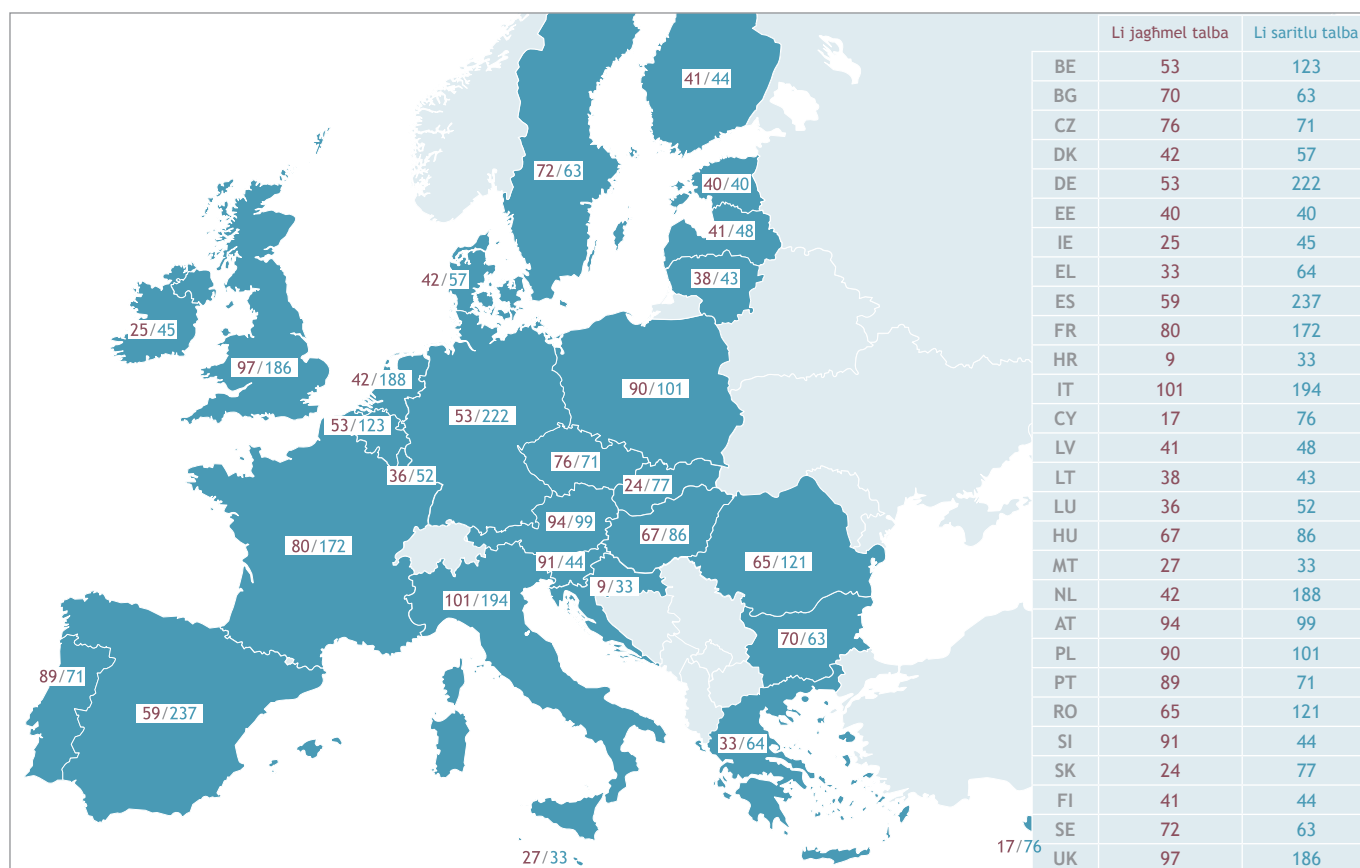 41/44
72/63
40/40
41/48
42/57
38/43
25/45
97/186
42/188
90/101
53/222
53/123
76/71
36/52
24/77
94/99
67/86
80/172
91/44
65/121
9/33
101/194
70/63
89/71
59/237
33/64
17/76
27/33
Li jagħmel talba Li saritlu talba
BE 53 123
BG 70 63
CZ 76 71
DK 42 57
DE 53 222
EE 40 40
IE 25 45
EL 33 64
ES 59 237
FR 80 172
HR 9 33
IT 101 194
CY 17 76
LV 41 48
LT 38 43
LU 36 52
HU 67 86
MT 27 33
NL 42 188
AT 94 99
PL 90 101
PT 89 71
RO 65 121
SI 91 44
SK 24 77
FI 41 44
SE 72 63
UK 97 186